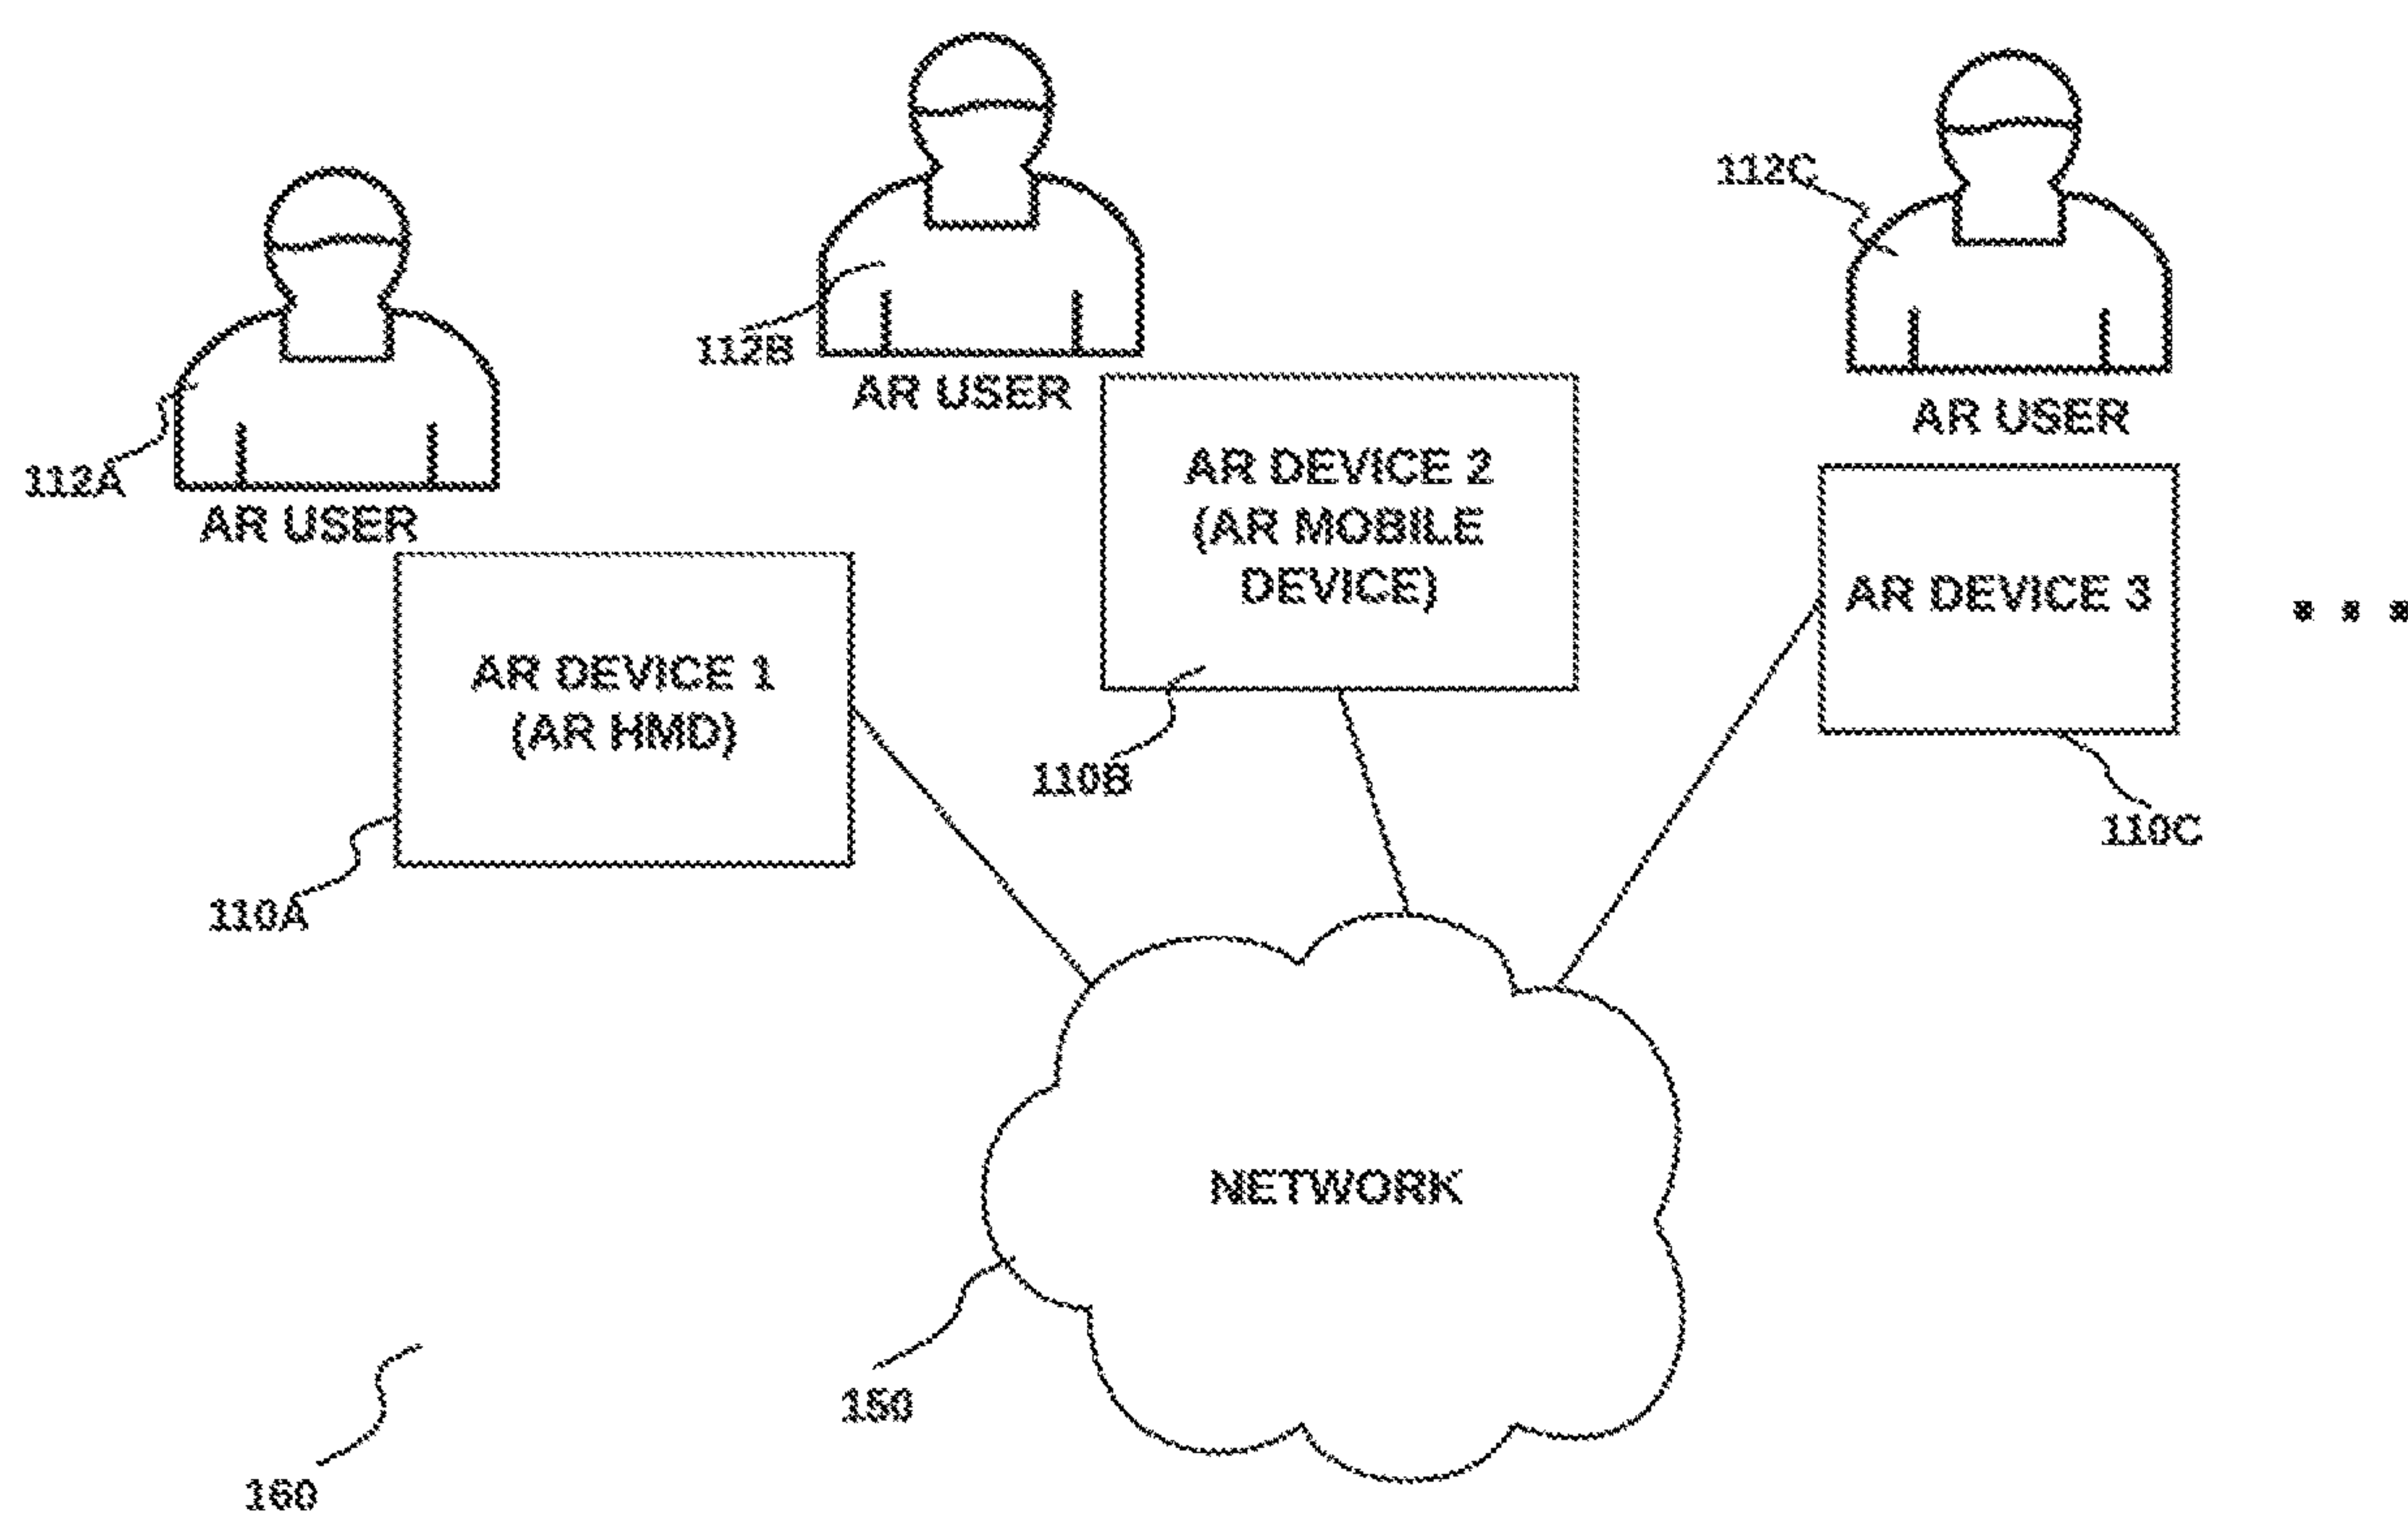 112C
112B
AR USER
AR USER
112A
AR USER
AR DEVICE 2
(AR MOBILE
DEVICE)
AR DEVICE 3
AR DEVICE 1
(AR HMD)
110B
110C
110A
NETWORK
150
160